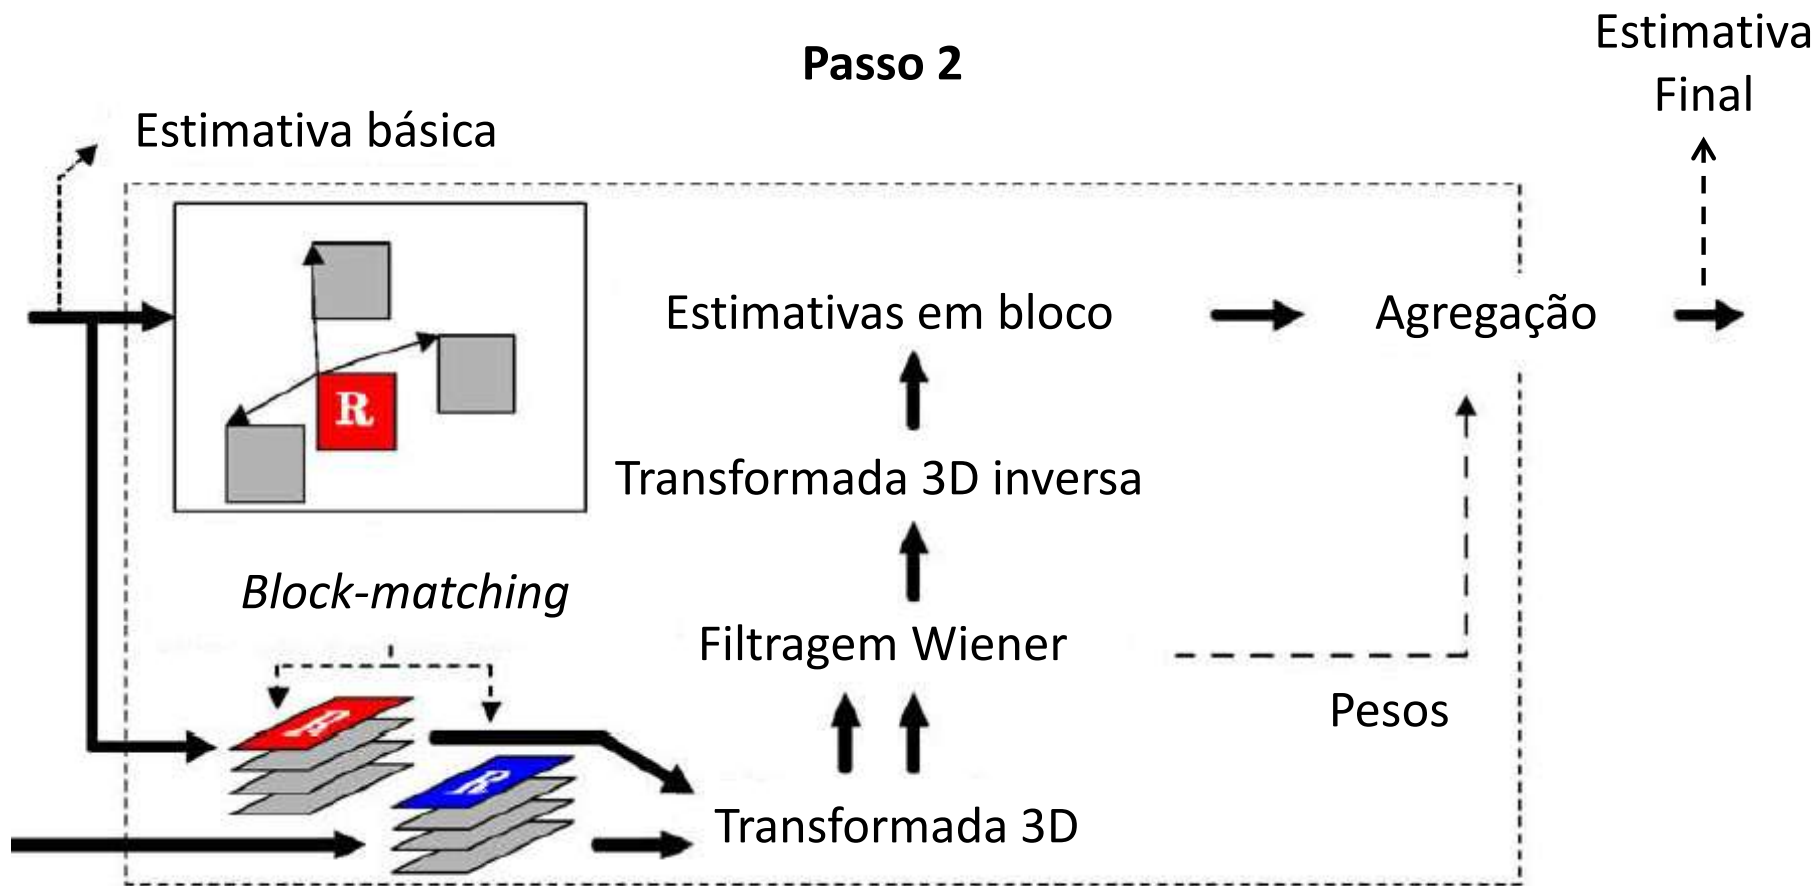 Passo 2
Estimativa
Final
Estimativa básica
R
Estimativas em bloco
Agregação
Transformada 3D inversa
Block-matching
Filtragem Wiener
Pesos
R
R
Transformada 3D